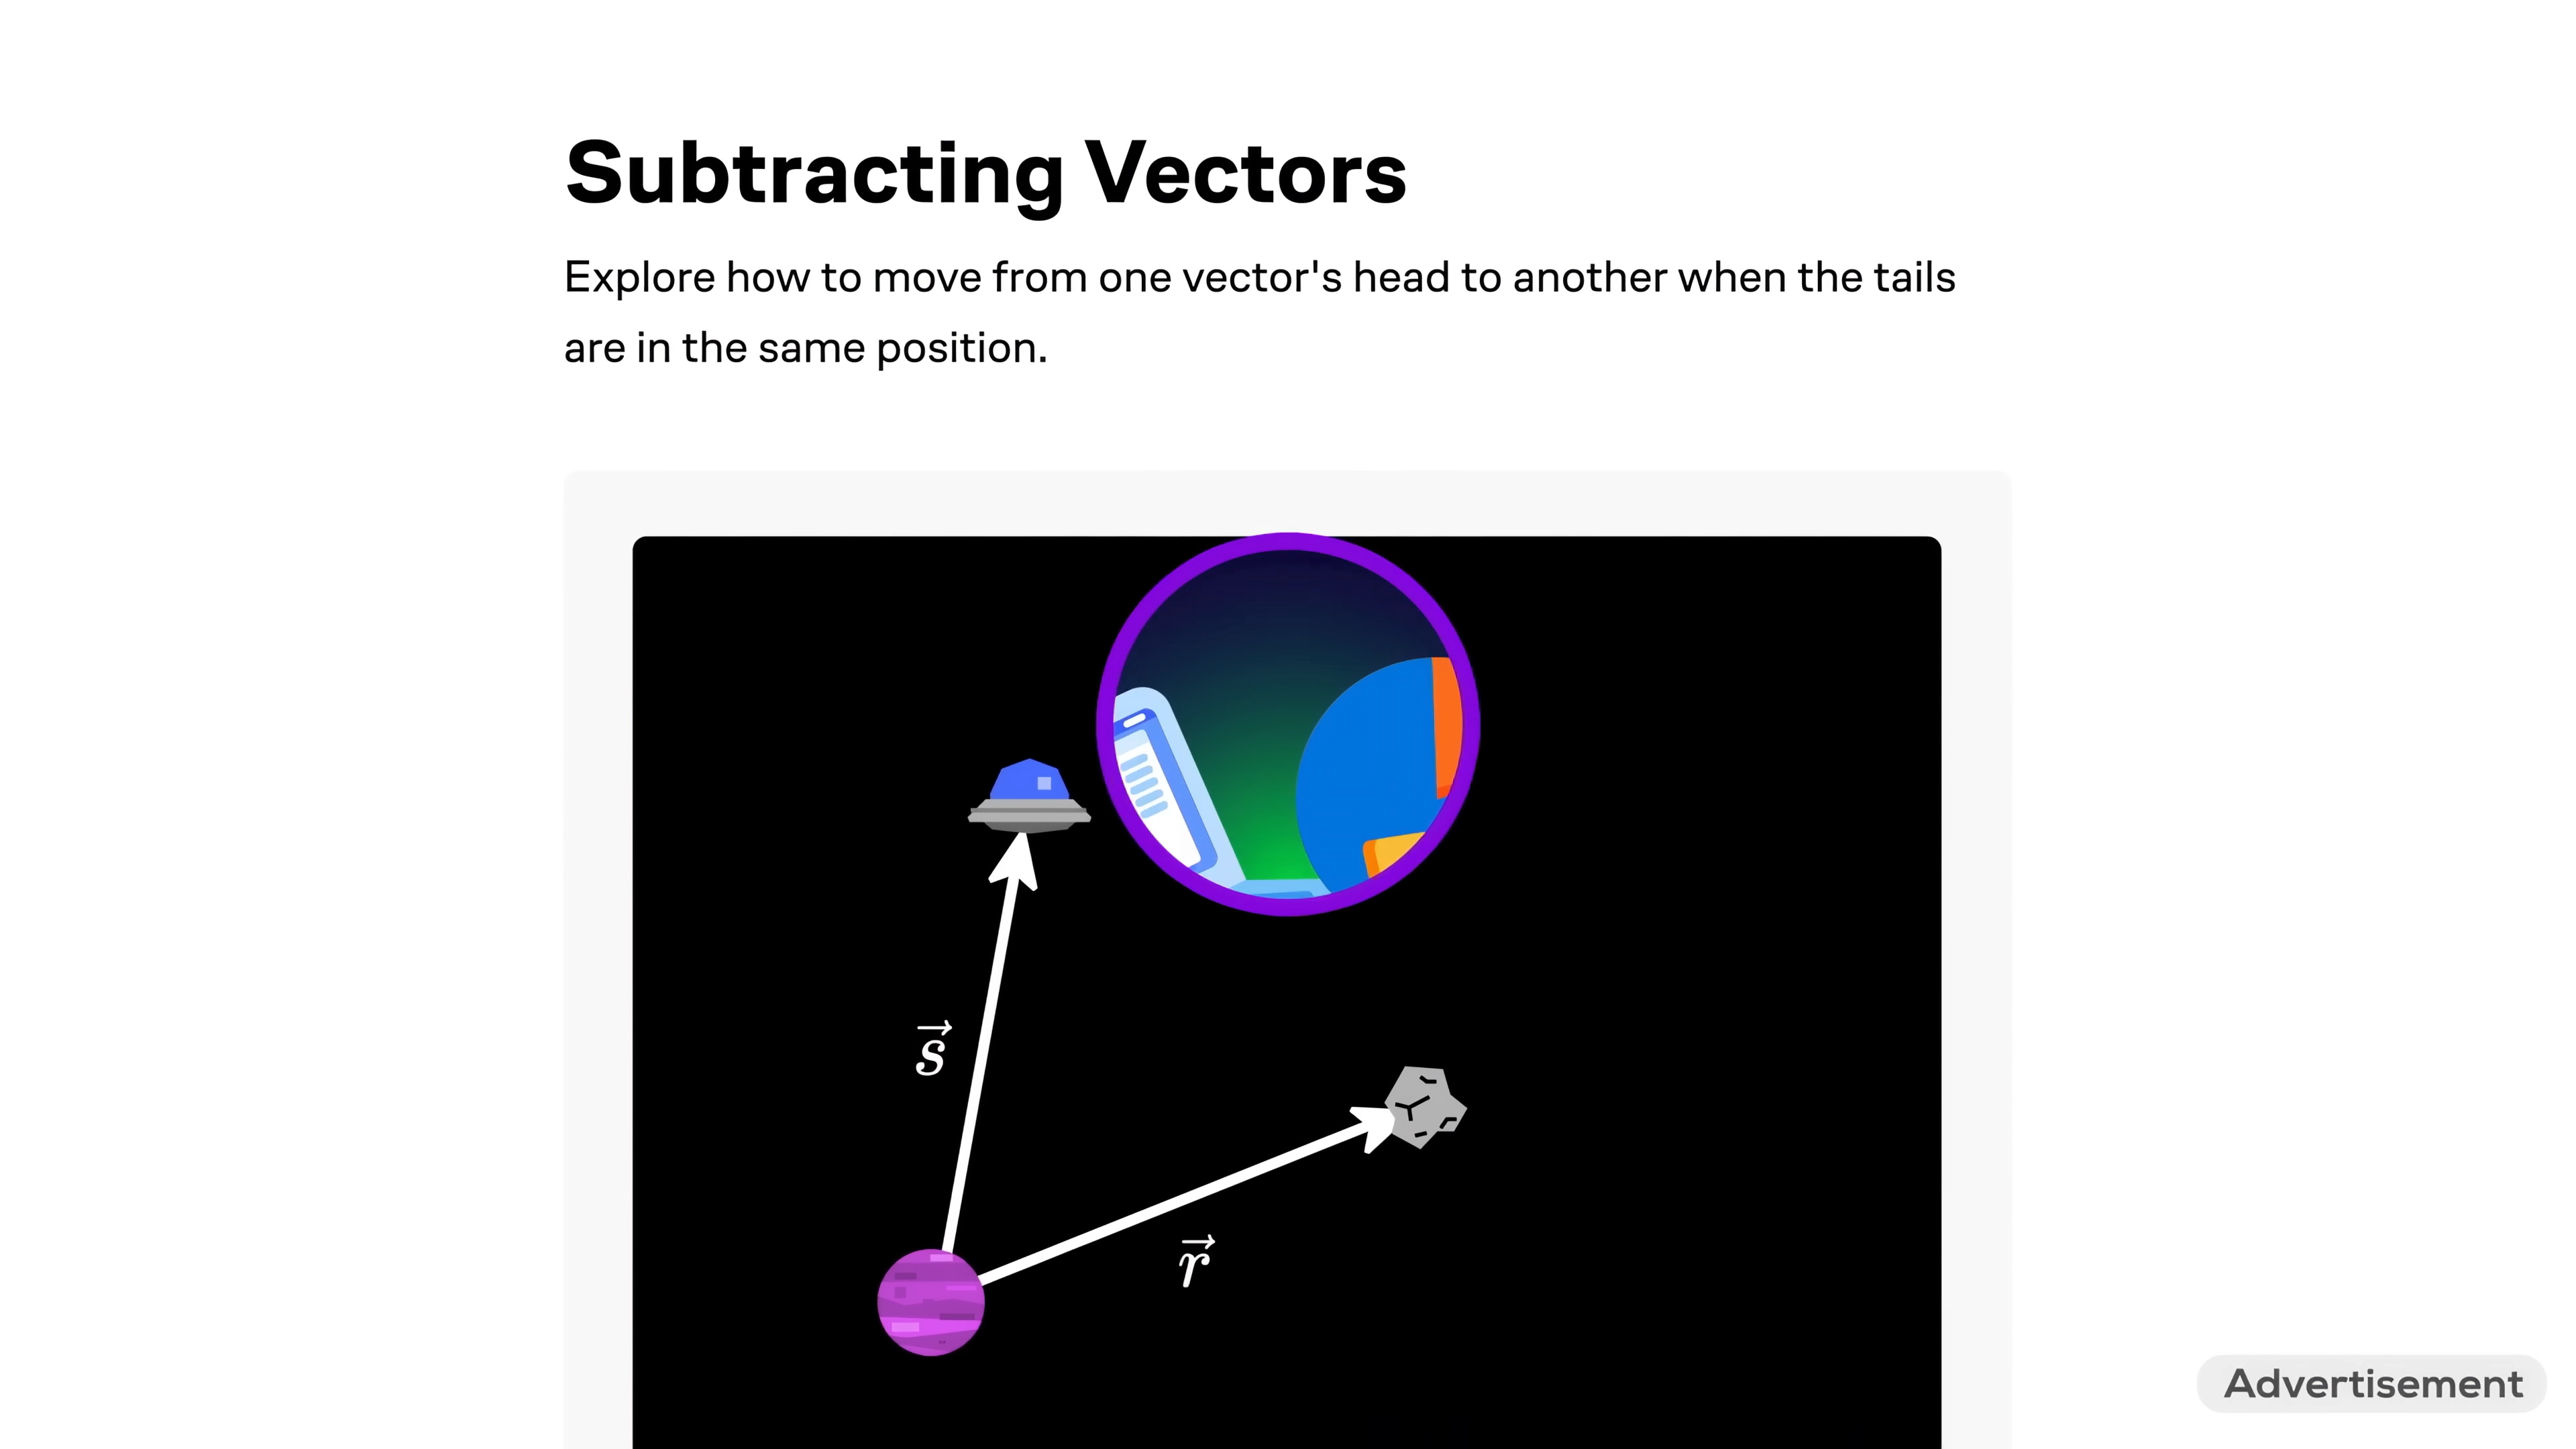 Subtracting Vectors
Explore how to move from one vector's head to another when the tails
are in the same position.
s⃗
r⃗
Advertisement